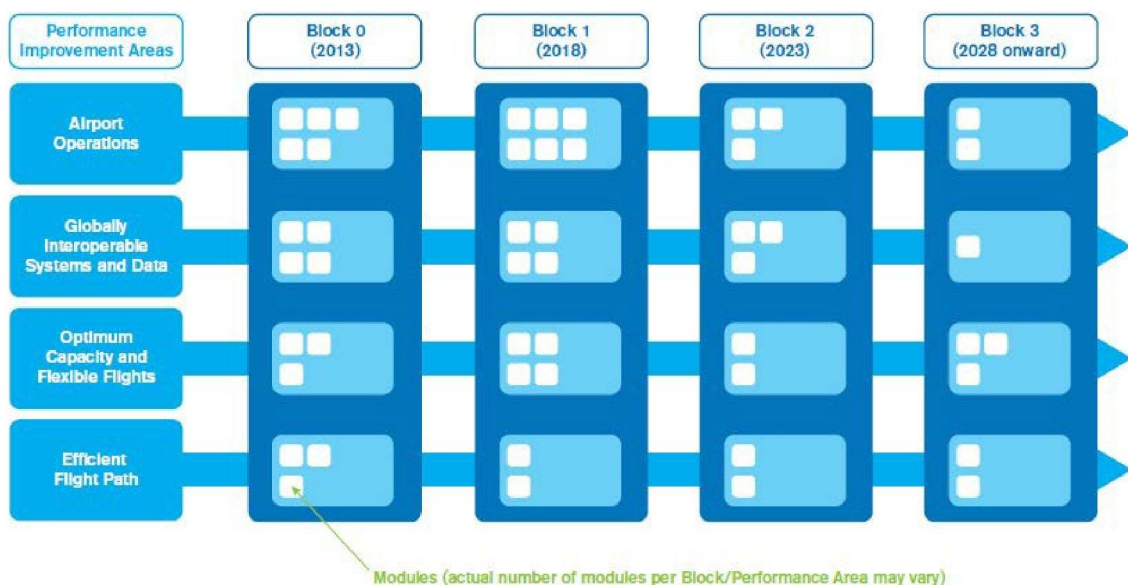 Performance
Improvement Areas
Block 0
(2013)
Block 1
(2018)
Block 2
(2023)
Block 3
(2028 onward)
Airport
Operations
Globally
Interoperable
Systems and Data
Optimum
Capacity and
Flexible Flights
Efficient
Flight Path
Modules (actual number of modules per Block/Performance Area may vary)